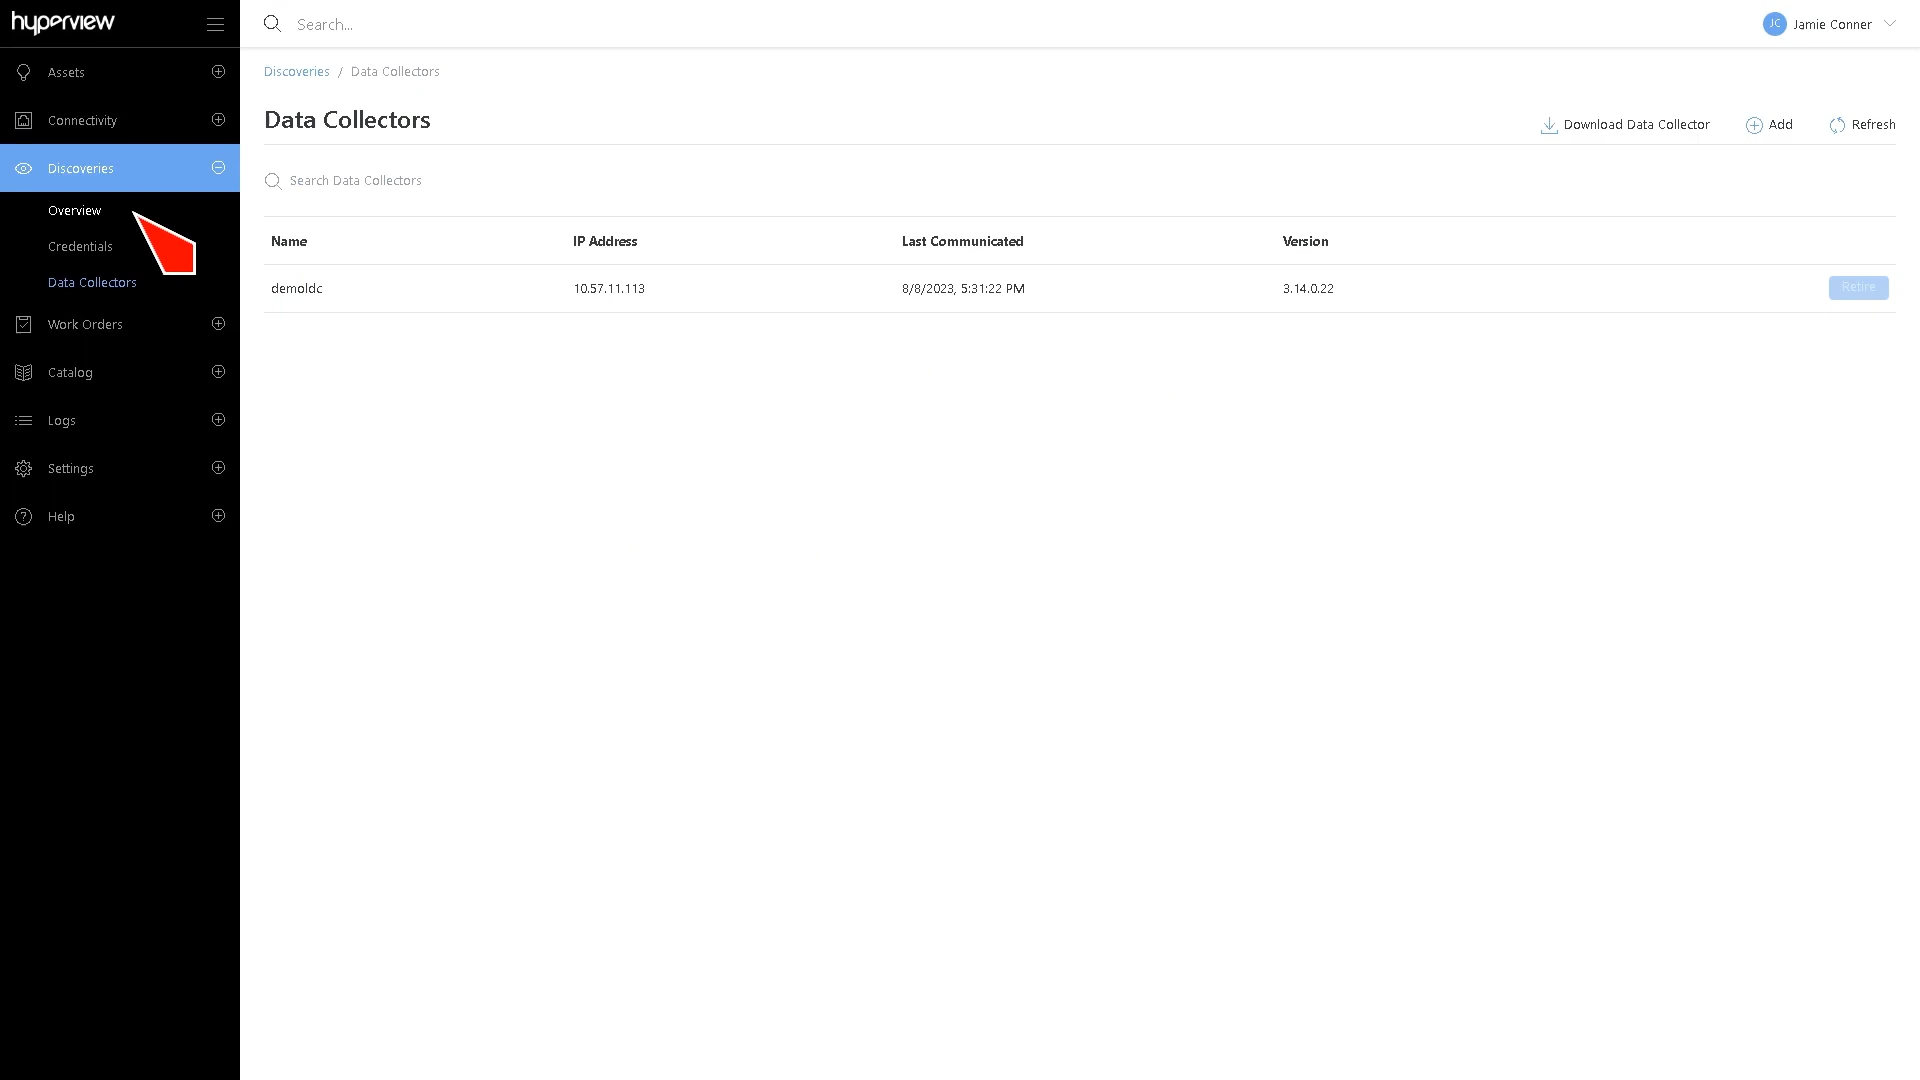 hyperview
Search...
JC Jamie Conner
Assets
Connectivity
Discoveries
Overview
Credentials
Data Collectors
Work Orders
Catalog
Logs
Settings
Help
Discoveries / Data Collectors
Data Collectors
Download Data Collector Add Refresh
Search Data Collectors
Name IP Address Last Communicated Version
demoldc 10.57.11.113 8/8/2023, 5:31:22 PM 3.14.0.22 Retire